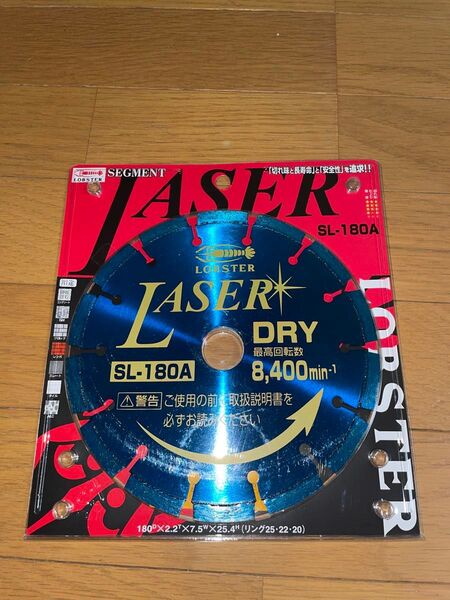 LOBSTER
SEGMENT
LASER
「切れ味と長寿命」と「安全性」を追求!!
SL-180A
LOBSTER
LOBSTER
LASER
DRY
最高回転数
8,400min⁻¹
SL-180A
⚠警告 ご使用の前に取扱説明書を
必ずお読みください
180ᴰ×2.2ᵀ×7.5ᵂ×25.4ᴴ (リング25・22・20)